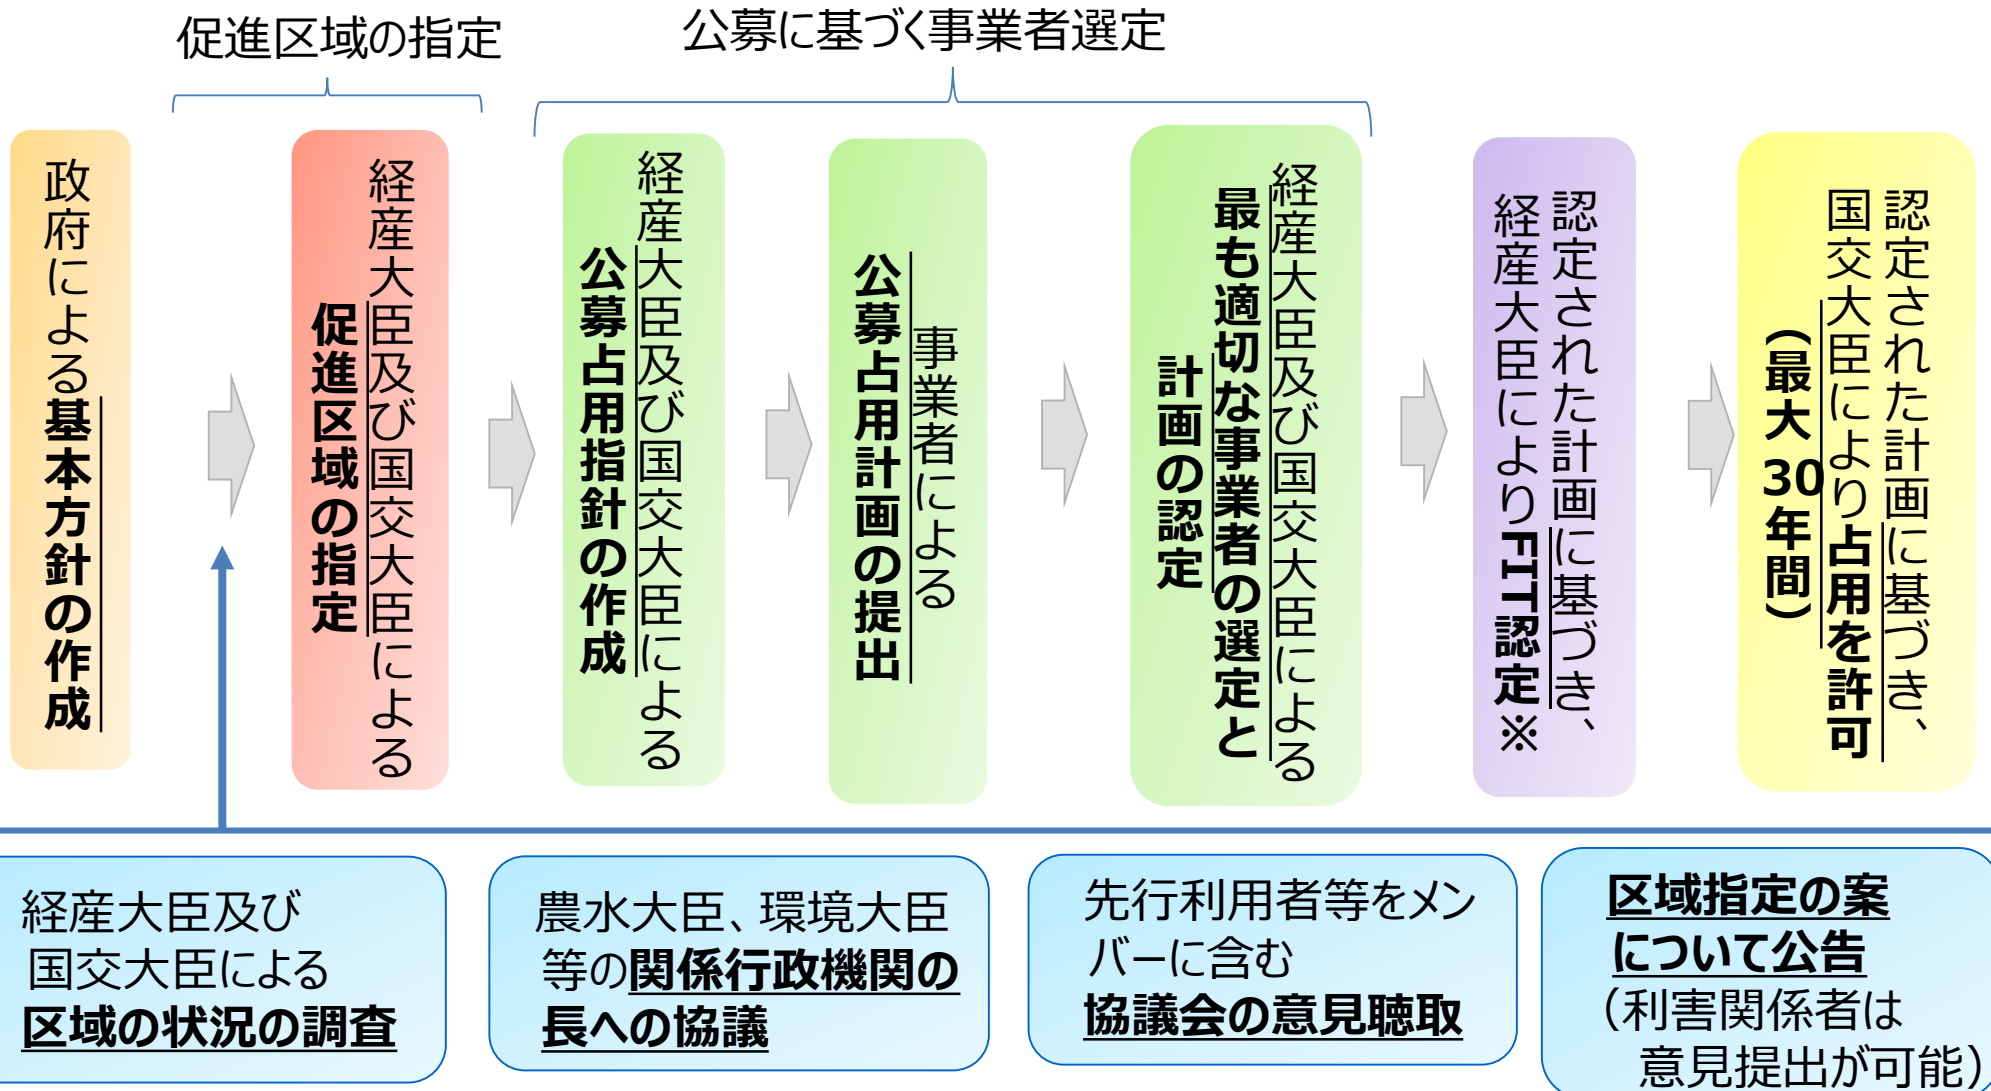 促進区域の指定
公募に基づく事業者選定
政府による基本方針の作成
経産大臣及び国交大臣による
促進区域の指定
経産大臣及び国交大臣による
公募占用指針の作成
事業者による
公募占用計画の提出
経産大臣及び国交大臣による
最も適切な事業者の選定と
計画の認定
認定された計画に基づき、
経産大臣によりFIT認定※
認定された計画に基づき、
国交大臣により占用を許可
（最大30年間）
経産大臣及び
国交大臣による
区域の状況の調査
農水大臣、環境大臣
等の関係行政機関の
長への協議
先行利用者等をメン
バーに含む
協議会の意見聴取
区域指定の案
について公告
（利害関係者は
意見提出が可能）